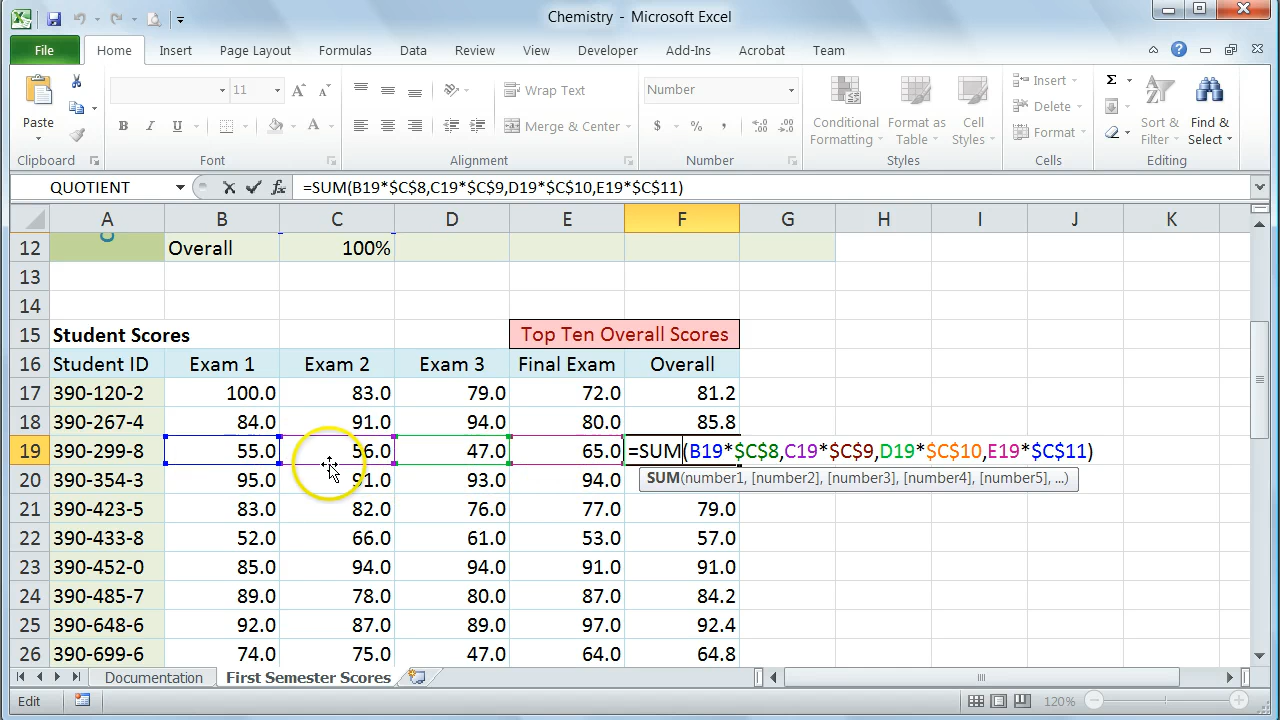 Chemistry - Microsoft Excel
File Home Insert Page Layout Formulas Data Review View Developer Add-Ins Acrobat Team
11 A A Wrap Text Number Insert Σ
Paste B I U A Merge & Center $ % , .0 .00 .00 .0 Conditional Formatting Format as Table Cell Styles Delete Format Sort & Filter Find & Select
Clipboard Font Alignment Number Styles Cells Editing
QUOTIENT fx =SUM(B19*$C$8,C19*$C$9,D19*$C$10,E19*$C$11)
A B C D E F G H I J K
12 Overall 100%
13
14
15 Student Scores Top Ten Overall Scores
16 Student ID Exam 1 Exam 2 Exam 3 Final Exam Overall
17 390-120-2 100.0 83.0 79.0 72.0 81.2
18 390-267-4 84.0 91.0 94.0 80.0 85.8
19 390-299-8 55.0 56.0 47.0 65.0 =SUM(B19*$C$8,C19*$C$9,D19*$C$10,E19*$C$11)
20 390-354-3 95.0 91.0 93.0 94.0 SUM(number1, [number2], [number3], [number4], [number5], ...)
21 390-423-5 83.0 82.0 76.0 77.0 79.0
22 390-433-8 52.0 66.0 61.0 53.0 57.0
23 390-452-0 85.0 94.0 94.0 91.0 91.0
24 390-485-7 89.0 78.0 80.0 87.0 84.2
25 390-648-6 92.0 87.0 89.0 97.0 92.4
26 390-699-6 74.0 75.0 47.0 64.0 64.8
Documentation First Semester Scores
Edit 120%